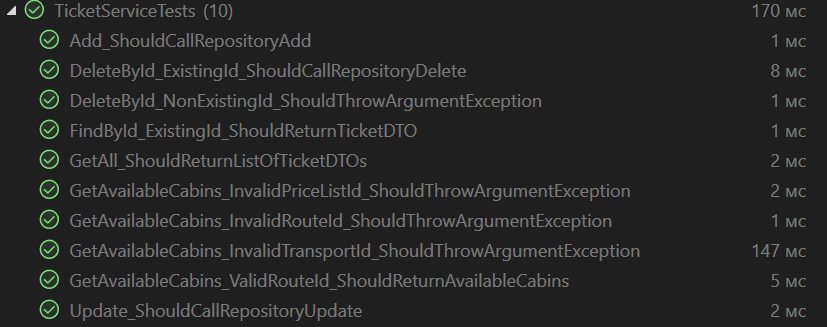 TicketServiceTests (10) 170 мс
Add_ShouldCallRepositoryAdd 1 мс
DeleteById_ExistingId_ShouldCallRepositoryDelete 8 мс
DeleteById_NonExistingId_ShouldThrowArgumentException 1 мс
FindById_ExistingId_ShouldReturnTicketDTO 1 мс
GetAll_ShouldReturnListOfTicketDTOs 2 мс
GetAvailableCabins_InvalidPriceListId_ShouldThrowArgumentException 2 мс
GetAvailableCabins_InvalidRouteId_ShouldThrowArgumentException 1 мс
GetAvailableCabins_InvalidTransportId_ShouldThrowArgumentException 147 мс
GetAvailableCabins_ValidRouteId_ShouldReturnAvailableCabins 5 мс
Update_ShouldCallRepositoryUpdate 2 мс